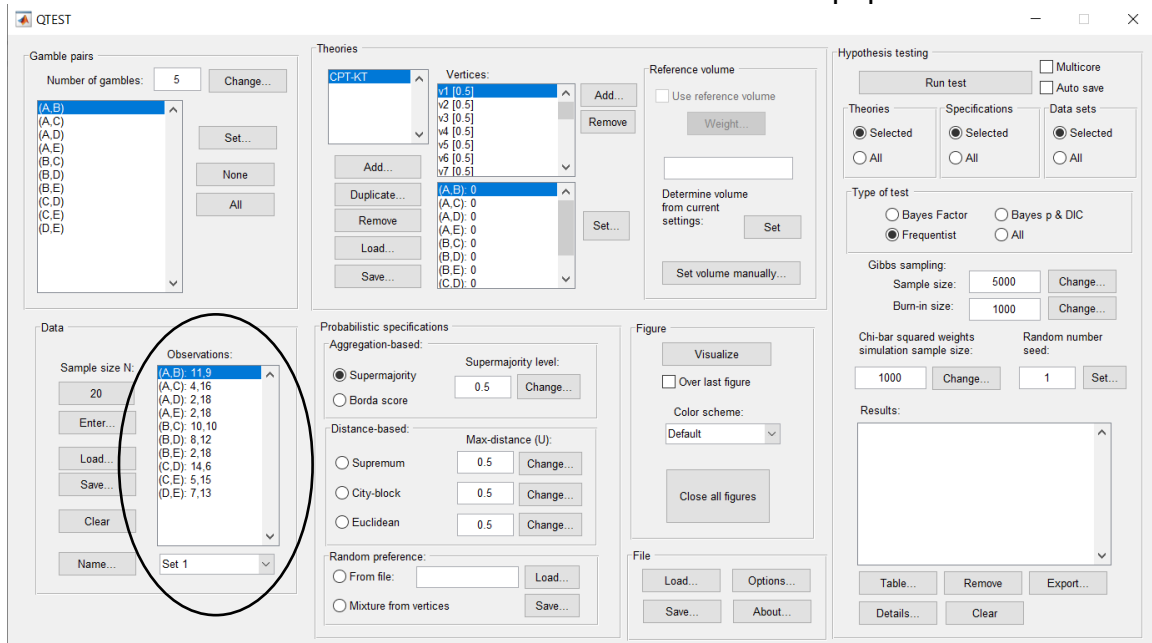 QTEST
Gamble pairs
Number of gambles: 5 Change...
(A,B)
(A,C)
(A,D)
(A,E)
(B,C)
(B,D)
(B,E)
(C,D)
(C,E)
(D,E)
Set...
None
All
Theories
CPT-KT
Add...
Duplicate...
Remove
Load...
Save...
Vertices:
v1 [0.5]
v2 [0.5]
v3 [0.5]
v4 [0.5]
v5 [0.5]
v6 [0.5]
v7 [0.5]
Add...
Remove
(A,B): 0
(A,C): 0
(A,D): 0
(A,E): 0
(B,C): 0
(B,D): 0
(B,E): 0
(C,D): 0
Set...
Reference volume
Use reference volume
Weight...
Determine volume
from current
settings:
Set
Set volume manually...
Hypothesis testing
Run test
Multicore
Auto save
Theories
Selected
All
Specifications
Selected
All
Data sets
Selected
All
Type of test
Bayes Factor
Bayes p & DIC
Frequentist
All
Gibbs sampling:
Sample size: 5000 Change...
Burn-in size: 1000 Change...
Chi-bar squared weights
simulation sample size:
1000 Change...
Random number
seed:
1 Set...
Results:
Table...
Remove
Export...
Details...
Clear
Data
Sample size N:
20
Enter...
Load...
Save...
Clear
Name...
Observations:
(A,B): 11,9
(A,C): 4,16
(A,D): 2,18
(A,E): 2,18
(B,C): 10,10
(B,D): 8,12
(B,E): 2,18
(C,D): 14,6
(C,E): 5,15
(D,E): 7,13
Set 1
Probabilistic specifications
Aggregation-based:
Supermajority
Borda score
Supermajority level:
0.5 Change...
Distance-based:
Max-distance (U):
Supremum 0.5 Change...
City-block 0.5 Change...
Euclidean 0.5 Change...
Random preference:
From file: Load...
Mixture from vertices Save...
Figure
Visualize
Over last figure
Color scheme:
Default
Close all figures
File
Load...
Options...
Save...
About...